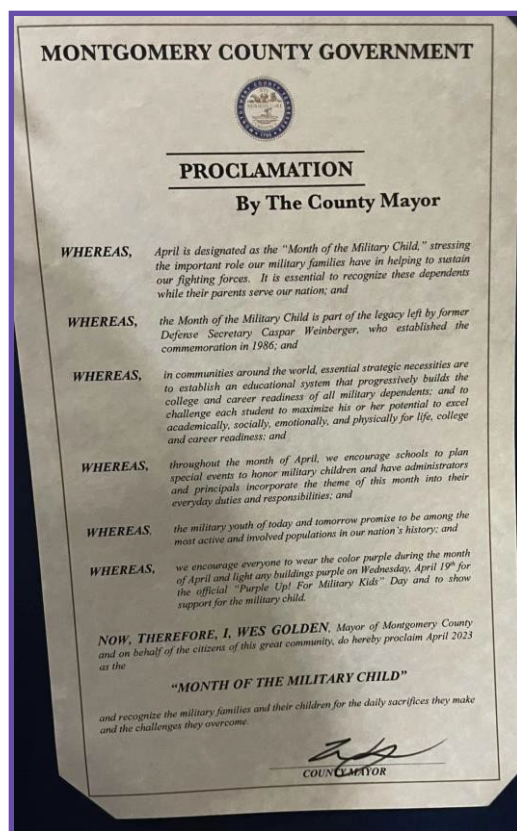 MONTGOMERY COUNTY GOVERNMENT
PROCLAMATION
By The County Mayor
WHEREAS, April is designated as the “Month of the Military Child,” stressing
the important role our military families have in helping to sustain
our fighting forces. It is essential to recognize these dependents
while their parents serve our nation; and
WHEREAS, the Month of the Military Child is part of the legacy left by former
Defense Secretary Caspar Weinberger, who established the
commemoration in 1986; and
WHEREAS, in communities around the world, essential strategic necessities are
to establish an educational system that progressively builds the
college and career readiness of all military dependents; and to
challenge each student to maximize his or her potential to excel
academically, socially, emotionally, and physically for life, college
and career readiness; and
WHEREAS, throughout the month of April, we encourage schools to plan
special events to honor military children and have administrators
and principals incorporate the theme of this month into their
everyday duties and responsibilities; and
WHEREAS, the military youth of today and tomorrow promise to be among the
most active and involved populations in our nation's history; and
WHEREAS, we encourage everyone to wear the color purple during the month
of April and light any buildings purple on Wednesday, April 19th for
the official “Purple Up! For Military Kids” Day and to show
support for the military child.
NOW, THEREFORE, I, WES GOLDEN, Mayor of Montgomery County
and on behalf of the citizens of this great community, do hereby proclaim April 2023
as the
“MONTH OF THE MILITARY CHILD”
and recognize the military families and their children for the daily sacrifices they make
and the challenges they overcome.
COUNTY MAYOR